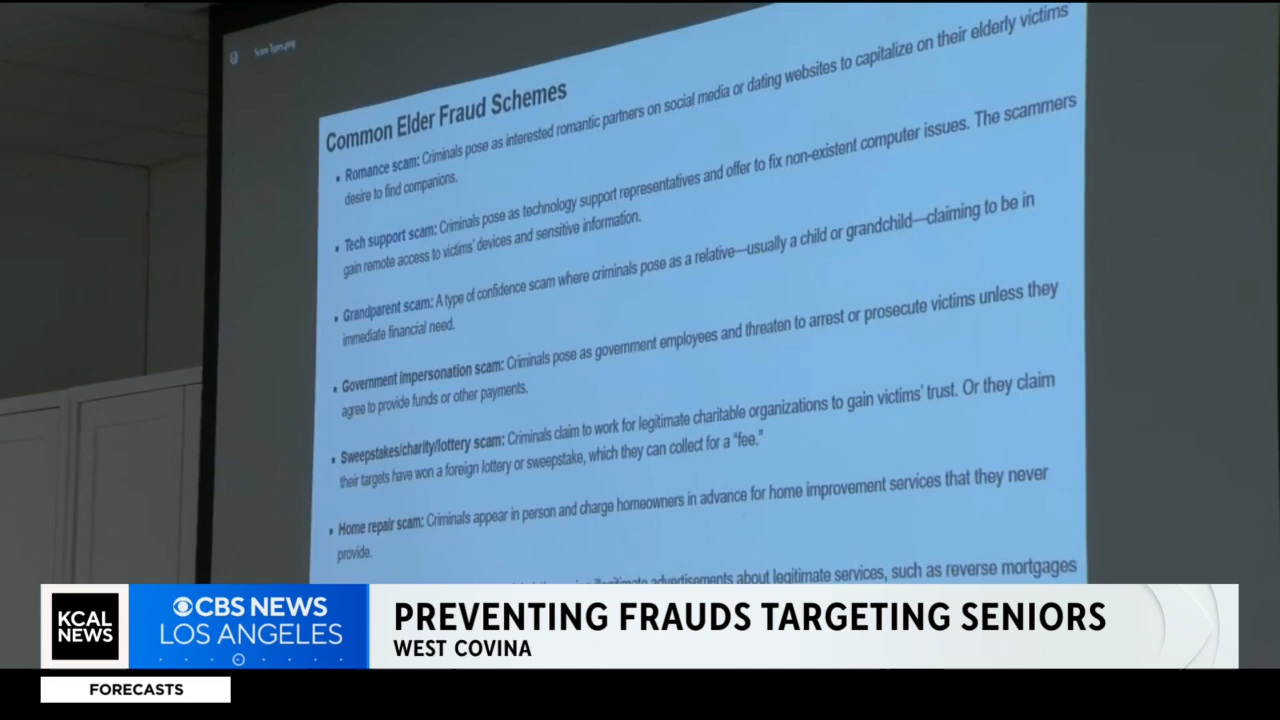 Scam Types.png
Common Elder Fraud Schemes
▪ Romance scam: Criminals pose as interested romantic partners on social media or dating websites to capitalize on their elderly victims'
desire to find companions.
▪ Tech support scam: Criminals pose as technology support representatives and offer to fix non-existent computer issues. The scammers
gain remote access to victims' devices and sensitive information.
▪ Grandparent scam: A type of confidence scam where criminals pose as a relative—usually a child or grandchild—claiming to be in
immediate financial need.
▪ Government impersonation scam: Criminals pose as government employees and threaten to arrest or prosecute victims unless they
agree to provide funds or other payments.
▪ Sweepstakes/charity/lottery scam: Criminals claim to work for legitimate charitable organizations to gain victims' trust. Or they claim
their targets have won a foreign lottery or sweepstake, which they can collect for a “fee.”
▪ Home repair scam: Criminals appear in person and charge homeowners in advance for home improvement services that they never
provide.
advertisements about legitimate services, such as reverse mortgages
KCAL
NEWS
CBS NEWS
LOS ANGELES
PREVENTING FRAUDS TARGETING SENIORS
WEST COVINA
FORECASTS